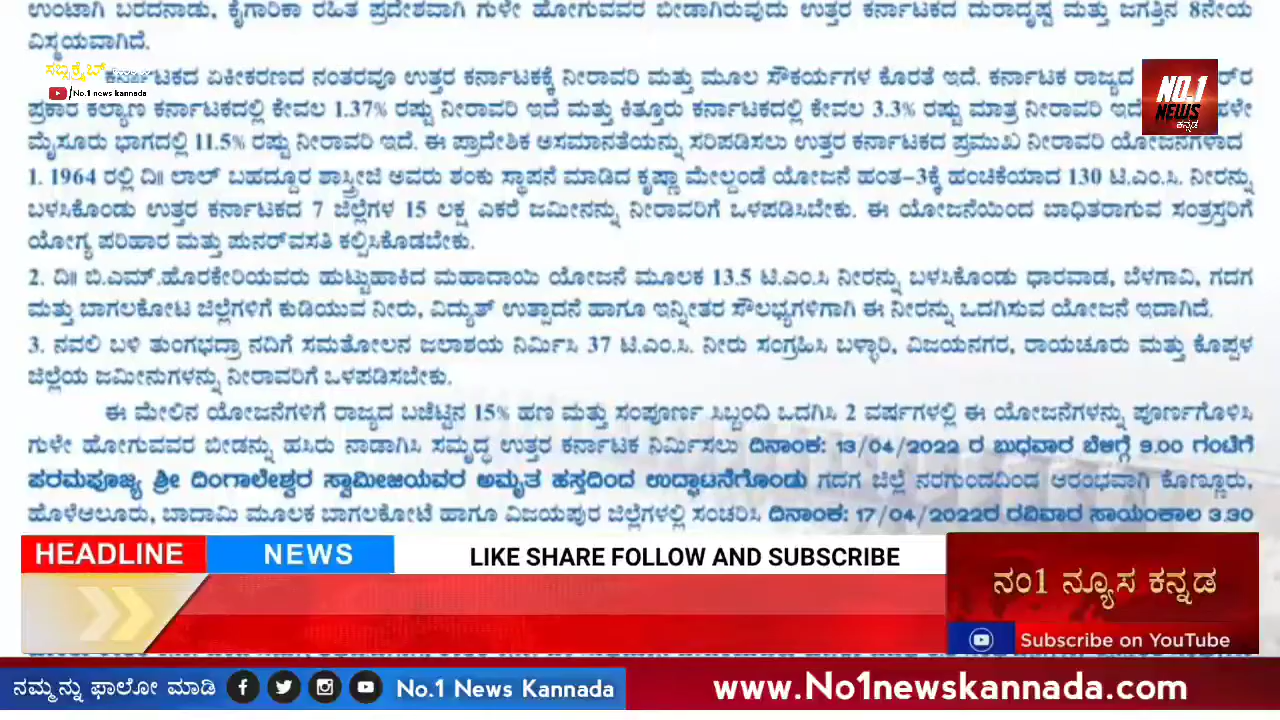 ಉಂಟಾಗಿ ಬರದನಾಡು, ಕೈಗಾರಿಕಾ ರಹಿತ ಪ್ರದೇಶವಾಗಿ ಗುಳೇ ಹೋಗುವವರ ಬೀಡಾಗಿರುವುದು ಉತ್ತರ ಕರ್ನಾಟಕದ ದುರಾದೃಷ್ಟ ಮತ್ತು ಜಗತ್ತಿನ 8ನೇಯ
ವಿಸ್ಮಯವಾಗಿದೆ.
ಸಬ್ಸಕ್ರೈಬ್
/No.1 news kannada
ಕರ್ನಾಟಕದ ಏಕೀಕರಣದ ನಂತರವೂ ಉತ್ತರ ಕರ್ನಾಟಕಕ್ಕೆ ನೀರಾವರಿ ಮತ್ತು ಮೂಲ ಸೌಕರ್ಯಗಳ ಕೊರತೆ ಇದೆ. ಕರ್ನಾಟಕ ರಾಜ್ಯದ
NO.1
NEWS
ಕನ್ನಡ
ಪ್ರಕಾರ ಕಲ್ಯಾಣ ಕರ್ನಾಟಕದಲ್ಲಿ ಕೇವಲ 1.37% ರಷ್ಟು ನೀರಾವರಿ ಇದೆ ಮತ್ತು ಕಿತ್ತೂರು ಕರ್ನಾಟಕದಲ್ಲಿ ಕೇವಲ 3.3% ರಷ್ಟು ಮಾತ್ರ ನೀರಾವರಿ ಇದೆ
ಮೈಸೂರು ಭಾಗದಲ್ಲಿ 11.5% ರಷ್ಟು ನೀರಾವರಿ ಇದೆ. ಈ ಪ್ರಾದೇಶಿಕ ಅಸಮಾನತೆಯನ್ನು ಸರಿಪಡಿಸಲು ಉತ್ತರ ಕರ್ನಾಟಕದ ಪ್ರಮುಖ ನೀರಾವರಿ ಯೋಜನೆಗಳಾದ
1. 1964 ರಲ್ಲಿ ದಿ॥ ಲಾಲ್ ಬಹದ್ದೂರ ಶಾಸ್ತ್ರೀಜಿ ಅವರು ಶಂಕು ಸ್ಥಾಪನೆ ಮಾಡಿದ ಕೃಷ್ಣಾ ಮೇಲ್ದಂಡೆ ಯೋಜನೆ ಹಂತ-3ಕ್ಕೆ ಹಂಚಿಕೆಯಾದ 130 ಟಿ.ಎಂ.ಸಿ. ನೀರನ್ನು
ಬಳಸಿಕೊಂಡು ಉತ್ತರ ಕರ್ನಾಟಕದ 7 ಜಿಲ್ಲೆಗಳ 15 ಲಕ್ಷ ಎಕರೆ ಜಮೀನನ್ನು ನೀರಾವರಿಗೆ ಒಳಪಡಿಸಬೇಕು. ಈ ಯೋಜನೆಯಿಂದ ಬಾಧಿತರಾಗುವ ಸಂತ್ರಸ್ತರಿಗೆ
ಯೋಗ್ಯ ಪರಿಹಾರ ಮತ್ತು ಪುನರ್‌ವಸತಿ ಕಲ್ಪಿಸಿಕೊಡಬೇಕು.
2. ದಿ॥ ಬಿ.ಎಮ್.ಹೊರಕೇರಿಯವರು ಹುಟ್ಟುಹಾಕಿದ ಮಹಾದಾಯಿ ಯೋಜನೆ ಮೂಲಕ 13.5 ಟಿ.ಎಂ.ಸಿ ನೀರನ್ನು ಬಳಸಿಕೊಂಡು ಧಾರವಾಡ, ಬೆಳಗಾವಿ, ಗದಗ
ಮತ್ತು ಬಾಗಲಕೋಟ ಜಿಲ್ಲೆಗಳಿಗೆ ಕುಡಿಯುವ ನೀರು, ವಿದ್ಯುತ್ ಉತ್ಪಾದನೆ ಹಾಗೂ ಇನ್ನೀತರ ಸೌಲಭ್ಯಗಳಿಗಾಗಿ ಈ ನೀರನ್ನು ಒದಗಿಸುವ ಯೋಜನೆ ಇದಾಗಿದೆ.
3. ನವಲಿ ಬಳಿ ತುಂಗಭದ್ರಾ ನದಿಗೆ ಸಮತೋಲನ ಜಲಾಶಯ ನಿರ್ಮಿಸಿ 37 ಟಿ.ಎಂ.ಸಿ. ನೀರು ಸಂಗ್ರಹಿಸಿ ಬಳ್ಳಾರಿ, ವಿಜಯನಗರ, ರಾಯಚೂರು ಮತ್ತು ಕೊಪ್ಪಳ
ಜಿಲ್ಲೆಯ ಜಮೀನುಗಳನ್ನು ನೀರಾವರಿಗೆ ಒಳಪಡಿಸಬೇಕು.
ಈ ಮೇಲಿನ ಯೋಜನೆಗಳಿಗೆ ರಾಜ್ಯದ ಬಜೆಟ್ಟಿನ 15% ಹಣ ಮತ್ತು ಸಂಪೂರ್ಣ ಸಿಬ್ಬಂದಿ ಒದಗಿಸಿ 2 ವರ್ಷಗಳಲ್ಲಿ ಈ ಯೋಜನೆಗಳನ್ನು ಪೂರ್ಣಗೊಳಿಸಿ
ಗುಳೇ ಹೋಗುವವರ ಬೀಡನ್ನು ಹಸಿರು ನಾಡಾಗಿಸಿ ಸಮೃದ್ಧ ಉತ್ತರ ಕರ್ನಾಟಕ ನಿರ್ಮಿಸಲು ದಿನಾಂಕ: 13/04/2022 ರ ಬುಧವಾರ ಬೆಳಿಗ್ಗೆ 9.00 ಗಂಟೆಗೆ
ಪರಮಪೂಜ್ಯ ಶ್ರೀ ದಿಂಗಾಲೇಶ್ವರ ಸ್ವಾಮೀಜಿಯವರ ಅಮೃತ ಹಸ್ತದಿಂದ ಉದ್ಘಾಟನೆಗೊಂಡು ಗದಗ ಜಿಲ್ಲೆ ನರಗುಂದದಿಂದ ಆರಂಭವಾಗಿ ಕೊಣ್ಣೂರು,
ಹೊಳೆಆಲೂರು, ಬಾದಾಮಿ ಮೂಲಕ ಬಾಗಲಕೋಟೆ ಹಾಗೂ ವಿಜಯಪುರ ಜಿಲ್ಲೆಗಳಲ್ಲಿ ಸಂಚರಿಸಿ ದಿನಾಂಕ: 17/04/2022ರ ರವಿವಾರ ಸಾಯಂಕಾಲ 3.30
HEADLINE NEWS LIKE SHARE FOLLOW AND SUBSCRIBE
ನಂ1 ನ್ಯೂಸ ಕನ್ನಡ
Subscribe on YouTube
ನಮ್ಮನ್ನು ಫಾಲೋ ಮಾಡಿ No.1 News Kannada www.No1newskannada.com